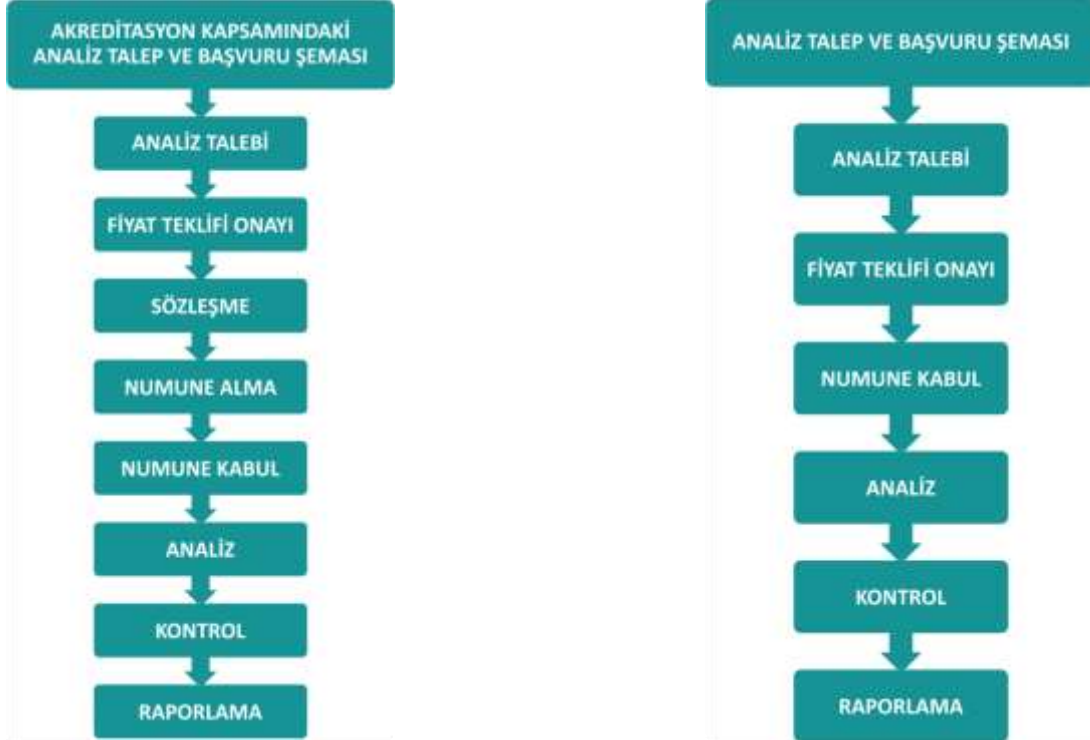 AKREDİTASYON KAPSAMINDAKİ
ANALİZ TALEP VE BAŞVURU ŞEMASI
ANALİZ TALEBİ
FİYAT TEKLİFİ ONAYI
SÖZLEŞME
NUMUNE ALMA
NUMUNE KABUL
ANALİZ
KONTROL
RAPORLAMA
ANALİZ TALEP VE BAŞVURU ŞEMASI
ANALİZ TALEBİ
FİYAT TEKLİFİ ONAYI
NUMUNE KABUL
ANALİZ
KONTROL
RAPORLAMA